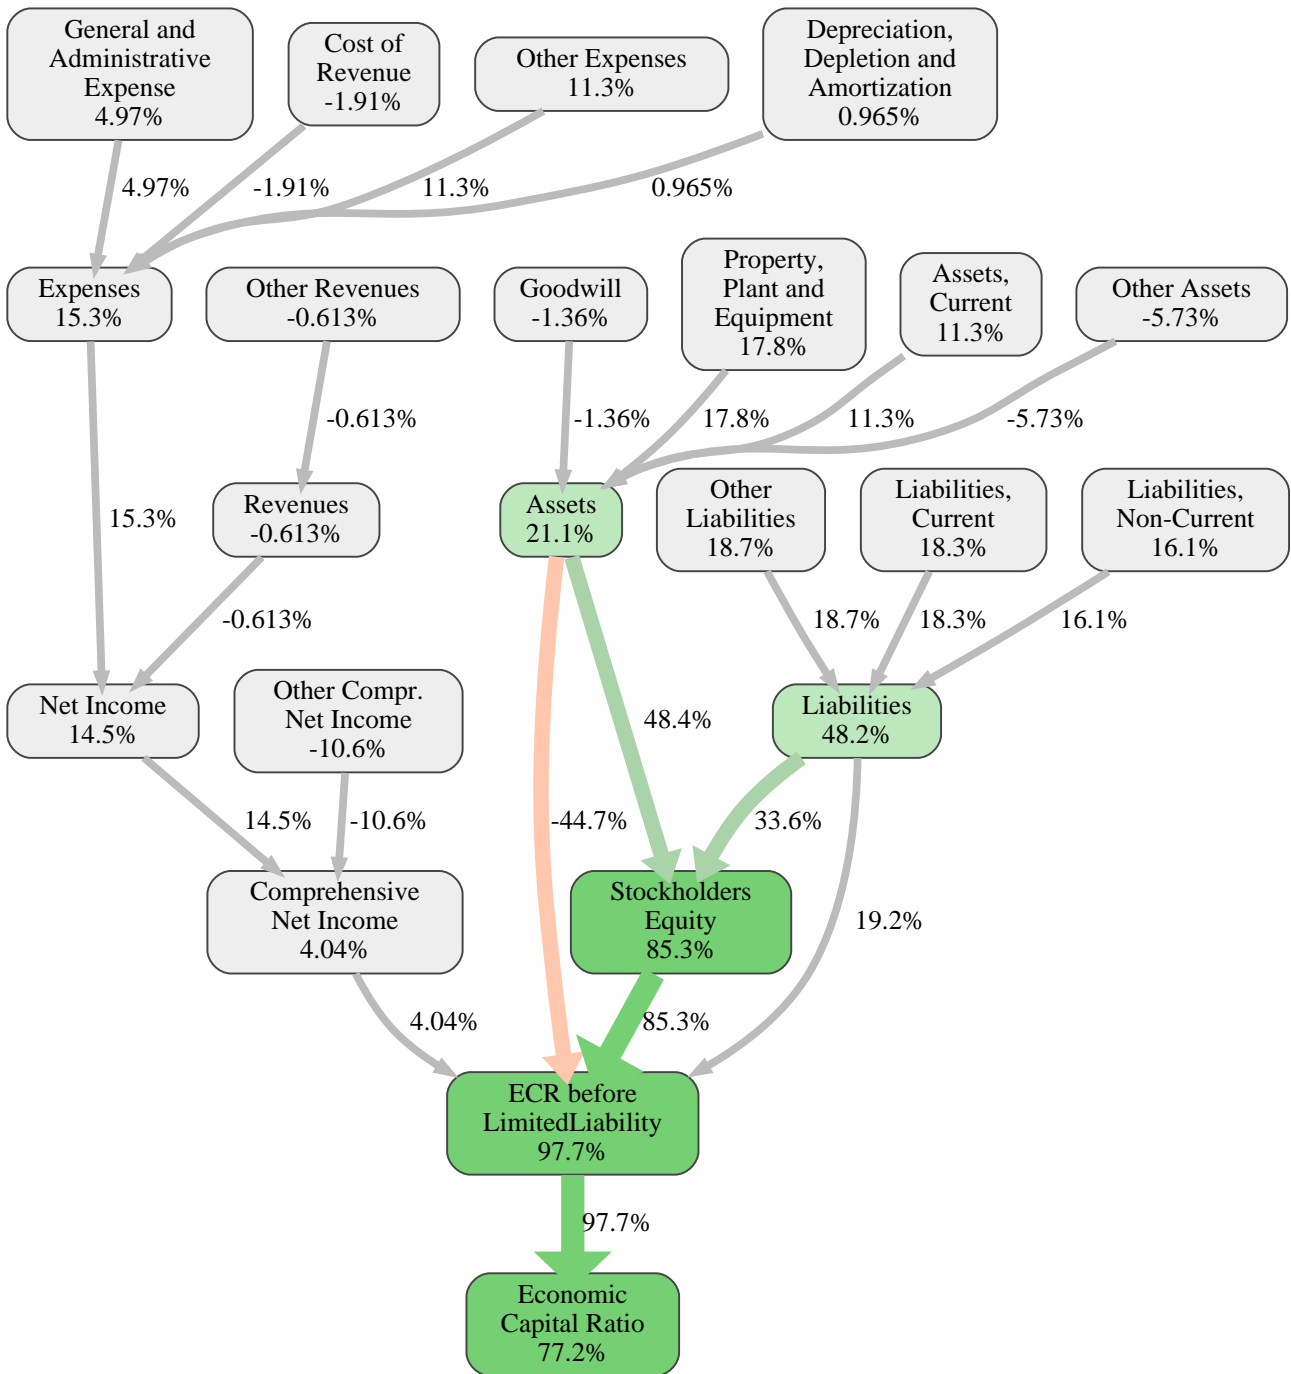 General and
Administrative
Expense
4.97%
Cost of
Revenue
-1.91%
Other Expenses
11.3%
Depreciation,
Depletion and
Amortization
0.965%
4.97%
-1.91%
11.3%
0.965%
Expenses
15.3%
Other Revenues
-0.613%
Goodwill
-1.36%
Property,
Plant and
Equipment
17.8%
Assets,
Current
11.3%
Other Assets
-5.73%
-0.613%
-1.36%
17.8%
11.3%
-5.73%
15.3%
Revenues
-0.613%
Assets
21.1%
Other
Liabilities
18.7%
Liabilities,
Current
18.3%
Liabilities,
Non-Current
16.1%
-0.613%
18.7%
18.3%
16.1%
Net Income
14.5%
Other Compr.
Net Income
-10.6%
48.4%
Liabilities
48.2%
14.5%
-10.6%
-44.7%
33.6%
Comprehensive
Net Income
4.04%
Stockholders
Equity
85.3%
19.2%
4.04%
85.3%
ECR before
LimitedLiability
97.7%
97.7%
Economic
Capital Ratio
77.2%